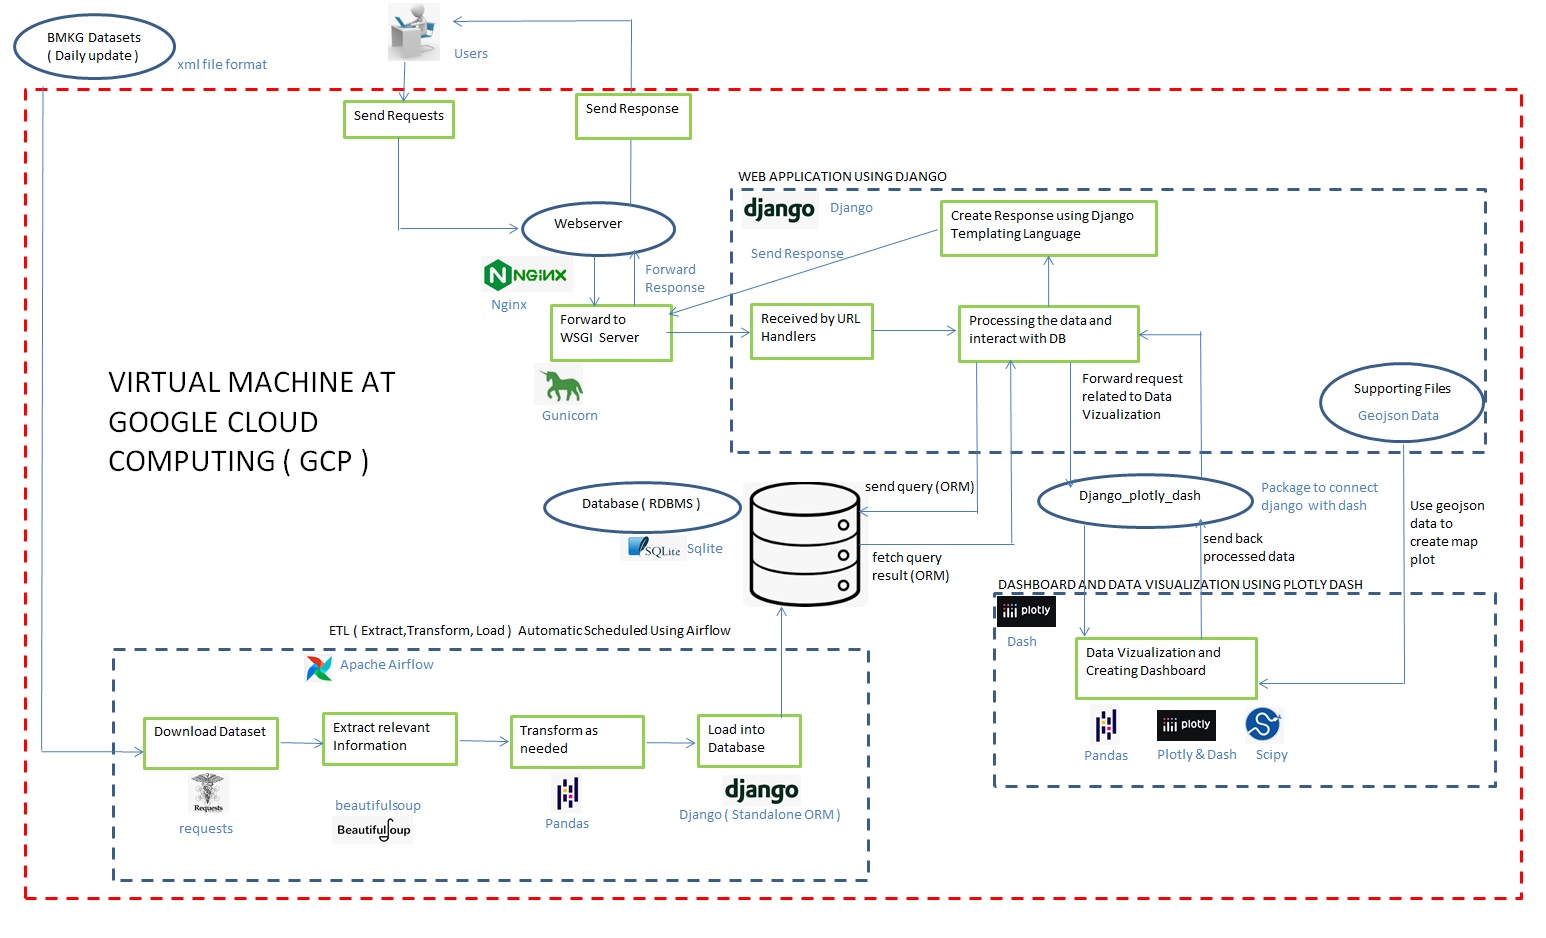 BMKG Datasets
( Daily update )
xml file format
Users
Send Requests
Send Response
Webserver
NGINX
Nginx
Forward
Response
Forward to
WSGI Server
Gunicorn
WEB APPLICATION USING DJANGO
django
Django
Send Response
Create Response using Django
Templating Language
Received by URL
Handlers
Processing the data and
interact with DB
Forward request
related to Data
Vizualization
Supporting Files
Geojson Data
VIRTUAL MACHINE AT
GOOGLE CLOUD
COMPUTING ( GCP )
Database ( RDBMS )
SQLite
Sqlite
send query (ORM)
fetch query
result (ORM)
Django_plotly_dash
Package to connect
django with dash
send back
processed data
Use geojson
data to
create map
plot
DASHBOARD AND DATA VISUALIZATION USING PLOTLY DASH
plotly
Dash
Data Vizualization and
Creating Dashboard
Pandas
plotly
Plotly & Dash
Scipy
ETL ( Extract,Transform, Load ) Automatic Scheduled Using Airflow
Apache Airflow
Download Dataset
Requests
requests
Extract relevant
Information
beautifulsoup
BeautifulSoup
Transform as
needed
Pandas
Load into
Database
django
Django ( Standalone ORM )